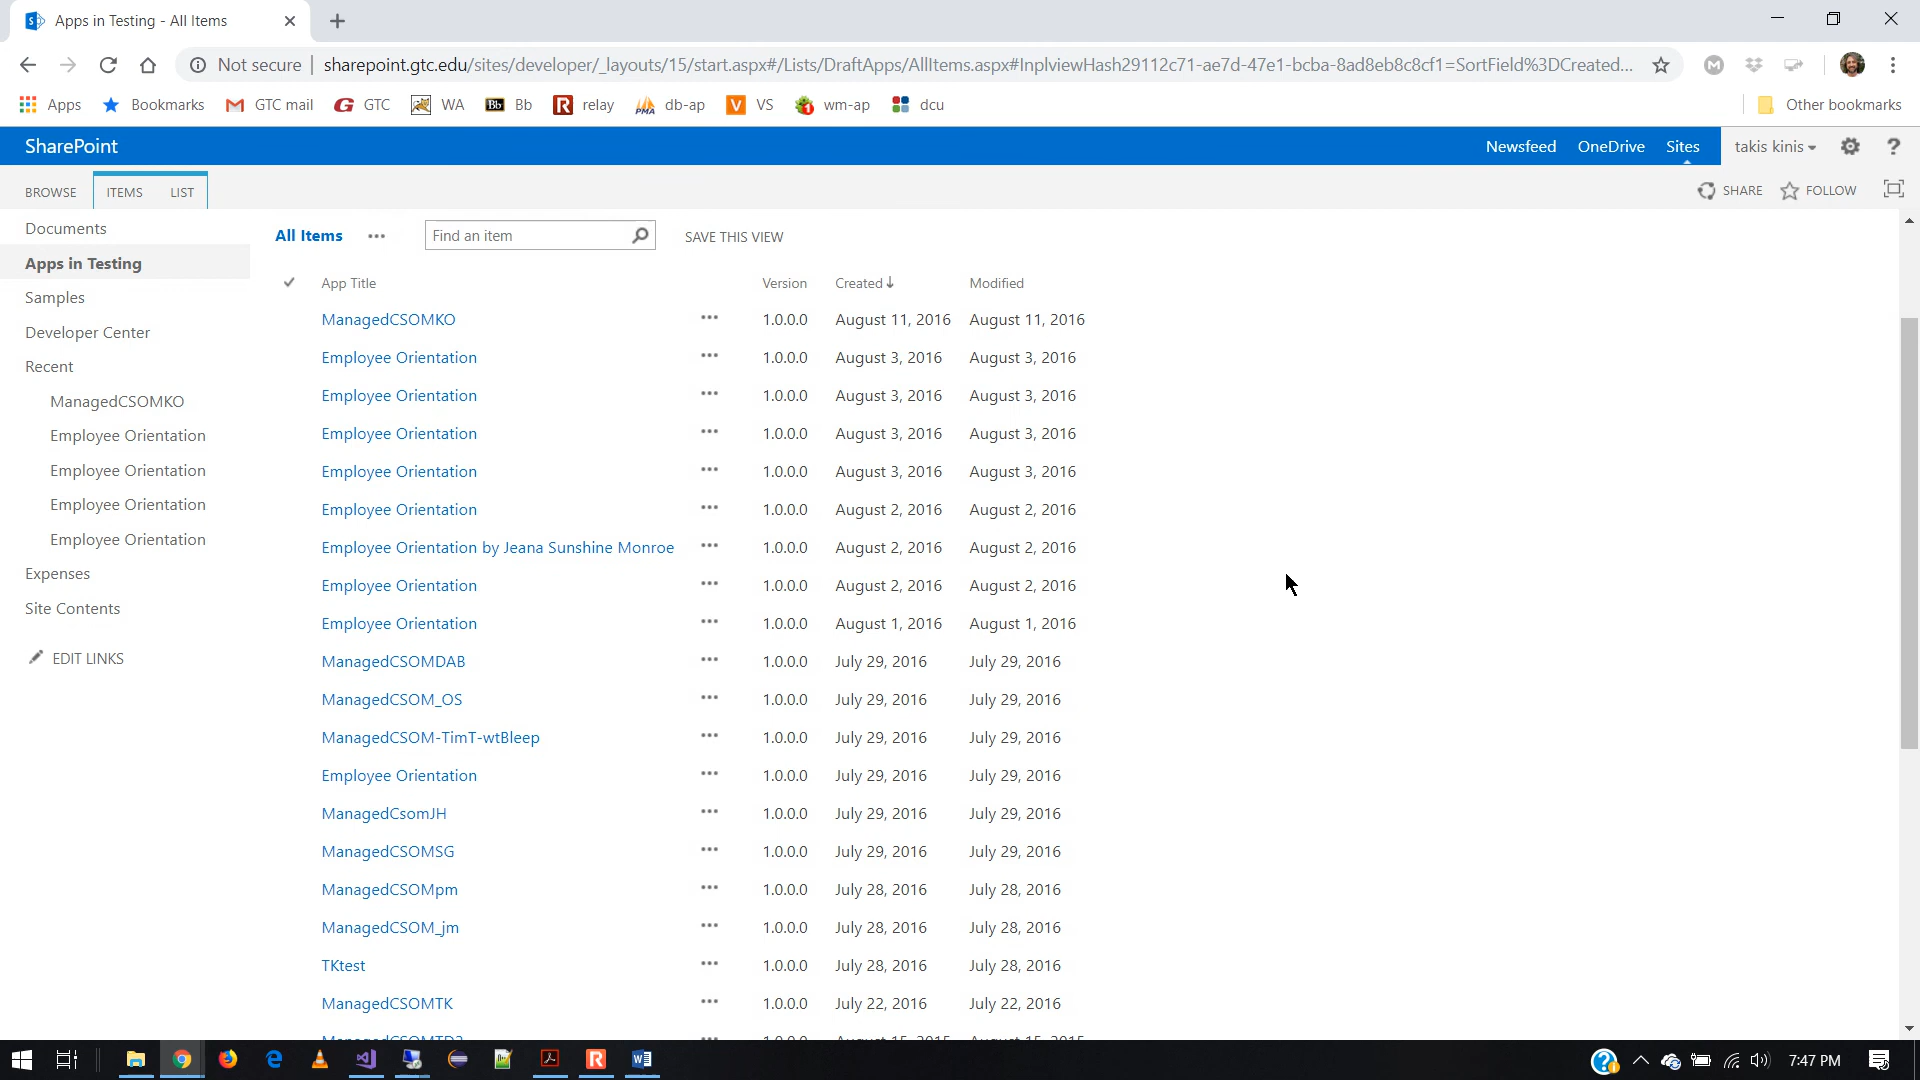 Apps in Testing - All Items
Not secure | sharepoint.gtc.edu/sites/developer/_layouts/15/start.aspx#/Lists/DraftApps/AllItems.aspx#InplviewHash29112c71-ae7d-47e1-bcba-8ad8eb8c8cf1=SortField%3DCreated...
Apps Bookmarks GTC mail GTC WA Bb Bb relay db-ap VS wm-ap dcu Other bookmarks
SharePoint Newsfeed OneDrive Sites takis kinis ?
BROWSE ITEMS LIST SHARE FOLLOW
Documents
Apps in Testing
Samples
Developer Center
Recent
ManagedCSOMKO
Employee Orientation
Employee Orientation
Employee Orientation
Employee Orientation
Expenses
Site Contents
EDIT LINKS
All Items ••• Find an item SAVE THIS VIEW
App Title Version Created Modified
ManagedCSOMKO ••• 1.0.0.0 August 11, 2016 August 11, 2016
Employee Orientation ••• 1.0.0.0 August 3, 2016 August 3, 2016
Employee Orientation ••• 1.0.0.0 August 3, 2016 August 3, 2016
Employee Orientation ••• 1.0.0.0 August 3, 2016 August 3, 2016
Employee Orientation ••• 1.0.0.0 August 3, 2016 August 3, 2016
Employee Orientation ••• 1.0.0.0 August 2, 2016 August 2, 2016
Employee Orientation by Jeana Sunshine Monroe ••• 1.0.0.0 August 2, 2016 August 2, 2016
Employee Orientation ••• 1.0.0.0 August 2, 2016 August 2, 2016
Employee Orientation ••• 1.0.0.0 August 1, 2016 August 1, 2016
ManagedCSOMDAB ••• 1.0.0.0 July 29, 2016 July 29, 2016
ManagedCSOM_OS ••• 1.0.0.0 July 29, 2016 July 29, 2016
ManagedCSOM-TimT-wtBleep ••• 1.0.0.0 July 29, 2016 July 29, 2016
Employee Orientation ••• 1.0.0.0 July 29, 2016 July 29, 2016
ManagedCsomJH ••• 1.0.0.0 July 29, 2016 July 29, 2016
ManagedCSOMSG ••• 1.0.0.0 July 29, 2016 July 29, 2016
ManagedCSOMpm ••• 1.0.0.0 July 28, 2016 July 28, 2016
ManagedCSOM_jm ••• 1.0.0.0 July 28, 2016 July 28, 2016
TKtest ••• 1.0.0.0 July 28, 2016 July 28, 2016
ManagedCSOMTK ••• 1.0.0.0 July 22, 2016 July 22, 2016
7:47 PM